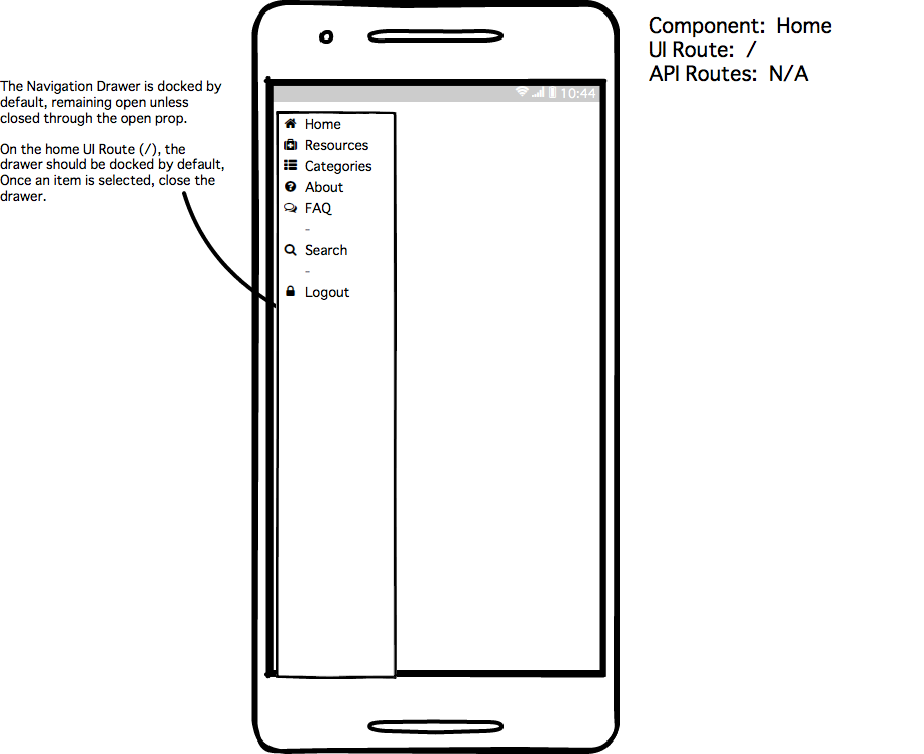 Component: Home
UI Route: /
API Routes: N/A
The Navigation Drawer is docked by
default, remaining open unless
closed through the open prop.
On the home UI Route (/), the
drawer should be docked by default,
Once an item is selected, close the
drawer.
10:44
Home
Resources
Categories
About
FAQ
-
Search
-
Logout